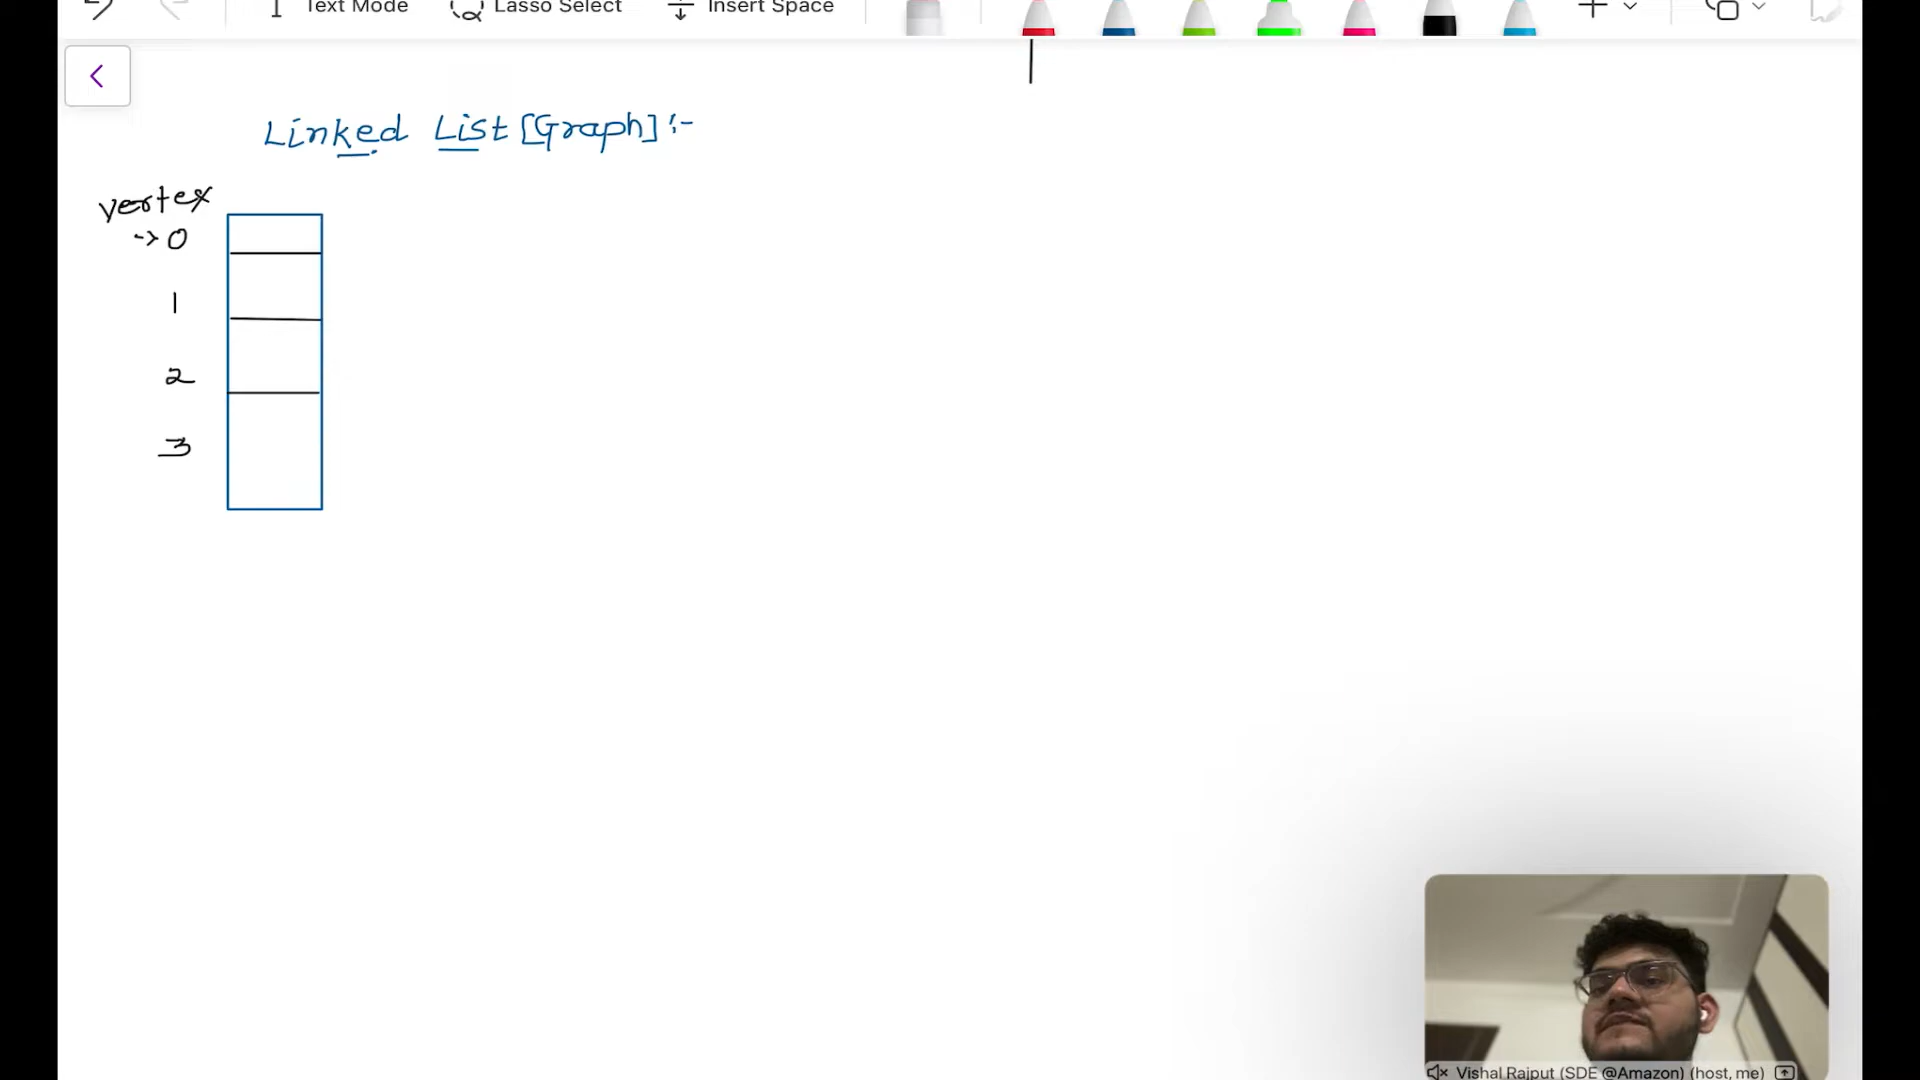 Text Mode Lasso Select Insert Space
Linked List [Graph] :-
vertex
-> 0
1
2
3
Vishal Rajput (SDE @Amazon) (host, me)